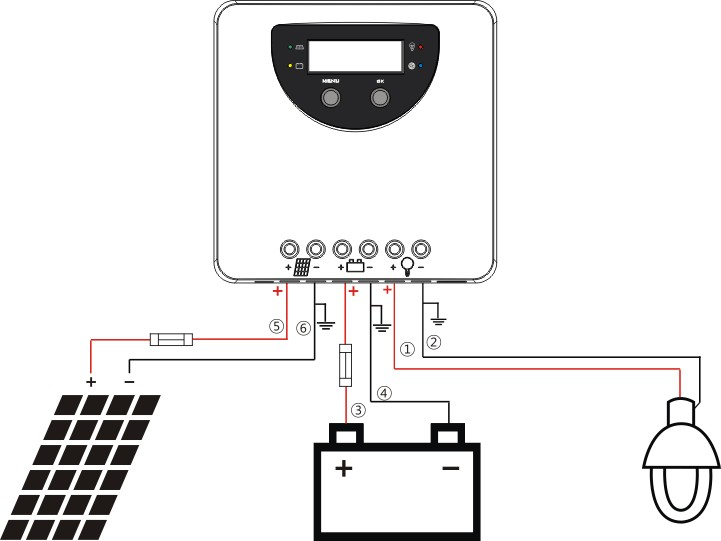 MENU OK
+ - + - + -
+ + +
⑤ ⑥ ① ②
+ -
④
③
+ -